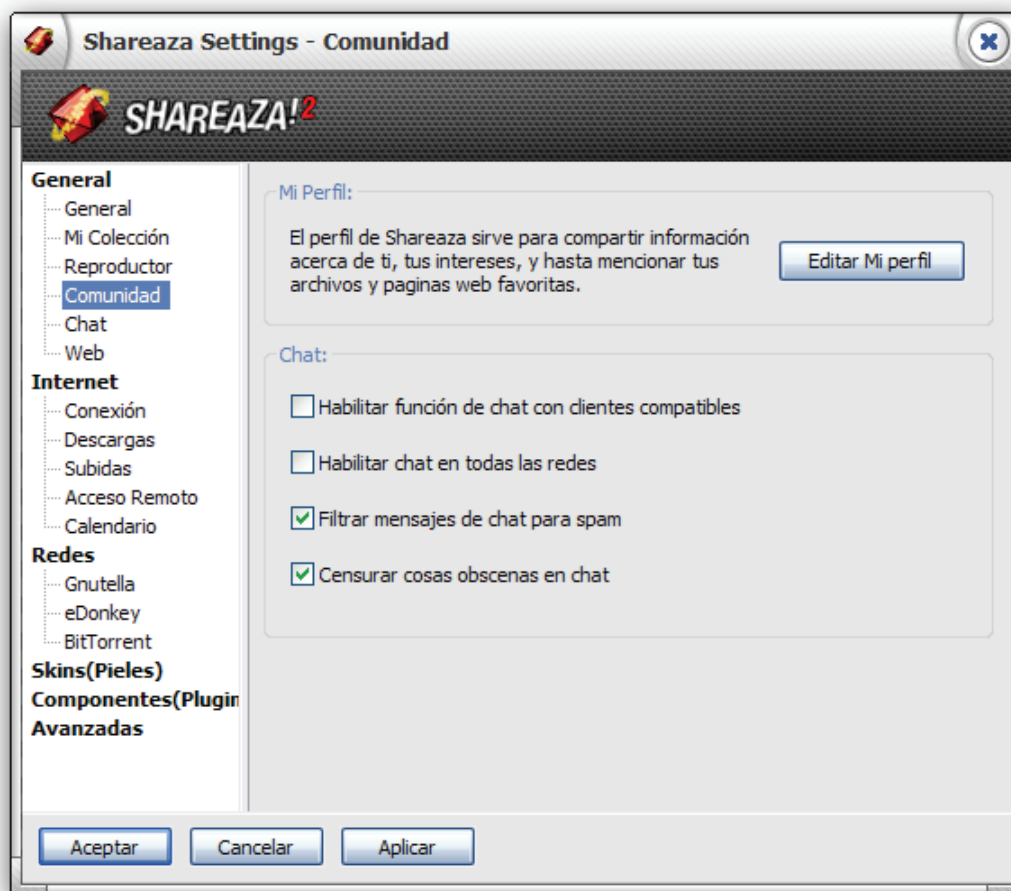 Shareaza Settings - Comunidad
SHAREAZA!2
General
General
Mi Colección
Reproductor
Comunidad
Chat
Web
Internet
Conexión
Descargas
Subidas
Acceso Remoto
Calendario
Redes
Gnutella
eDonkey
BitTorrent
Skins(Pieles)
Componentes(Plugin
Avanzadas
Mi Perfil:
El perfil de Shareaza sirve para compartir información
acerca de ti, tus intereses, y hasta mencionar tus
archivos y paginas web favoritas.
Editar Mi perfil
Chat:
Habilitar función de chat con clientes compatibles
Habilitar chat en todas las redes
Filtrar mensajes de chat para spam
Censurar cosas obscenas en chat
Aceptar
Cancelar
Aplicar